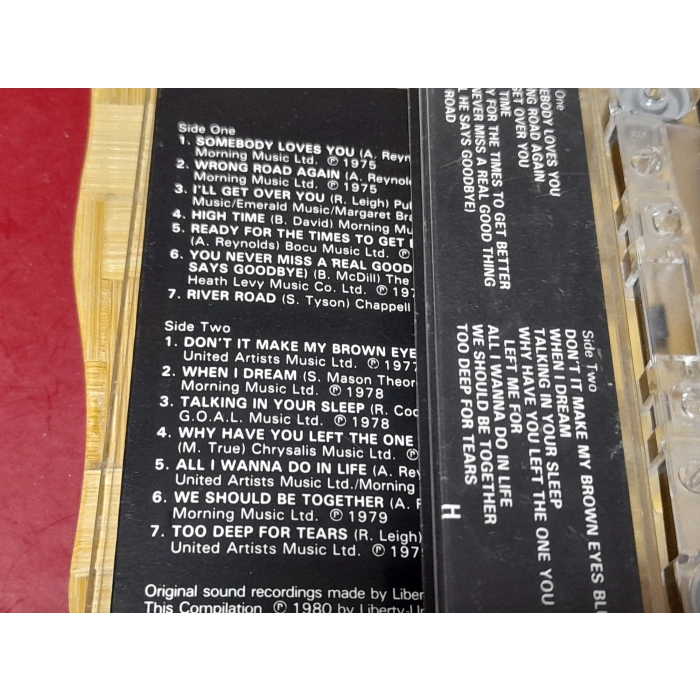 Side One
1. SOMEBODY LOVES YOU (A. Reyn
Morning Music Ltd. ℗ 1975
2. WRONG ROAD AGAIN (A. Reynol
Morning Music Ltd. ℗ 1975
3. I'LL GET OVER YOU (R. Leigh) Pu
Music/Emerald Music/Margaret Bra
4. HIGH TIME (B. David) Morning Mu
5. READY FOR THE TIMES TO GET
(A. Reynolds) Bocu Music Ltd. ℗
6. YOU NEVER MISS A REAL GOOD
SAYS GOODBYE) (B. McDill) The
Heath Levy Music Co. Ltd. ℗ 197
7. RIVER ROAD (S. Tyson) Chappell
Side Two
1. DON'T IT MAKE MY BROWN EYE
United Artists Music Ltd. ℗ 1977
2. WHEN I DREAM (S. Mason Theor
Morning Music Ltd. ℗ 1978
3. TALKING IN YOUR SLEEP (R. Coo
G.O.A.L. Music Ltd. ℗ 1978
4. WHY HAVE YOU LEFT THE ONE
(M. True) Chrysalis Music Ltd. ℗
5. ALL I WANNA DO IN LIFE (A. Re
United Artists Music Ltd./Morning
6. WE SHOULD BE TOGETHER (A.
Morning Music Ltd. ℗ 1979
7. TOO DEEP FOR TEARS (R. Leigh)
United Artists Music Ltd. ℗ 197
Original sound recordings made by Liber
This Compilation ℗ 1980 by Liberty-Un
One
EBODY LOVES YOU
NG ROAD AGAIN
GET OVER YOU
TIME
Y FOR THE TIMES TO GET BETTER
NEVER MISS A REAL GOOD THING
L HE SAYS GOODBYE)
ROAD
Side Two
DON'T IT MAKE MY BROWN EYES BL
WHEN I DREAM
TALKING IN YOUR SLEEP
WHY HAVE YOU LEFT THE ONE YOU
LEFT ME FOR
ALL I WANNA DO IN LIFE
WE SHOULD BE TOGETHER
TOO DEEP FOR TEARS
H